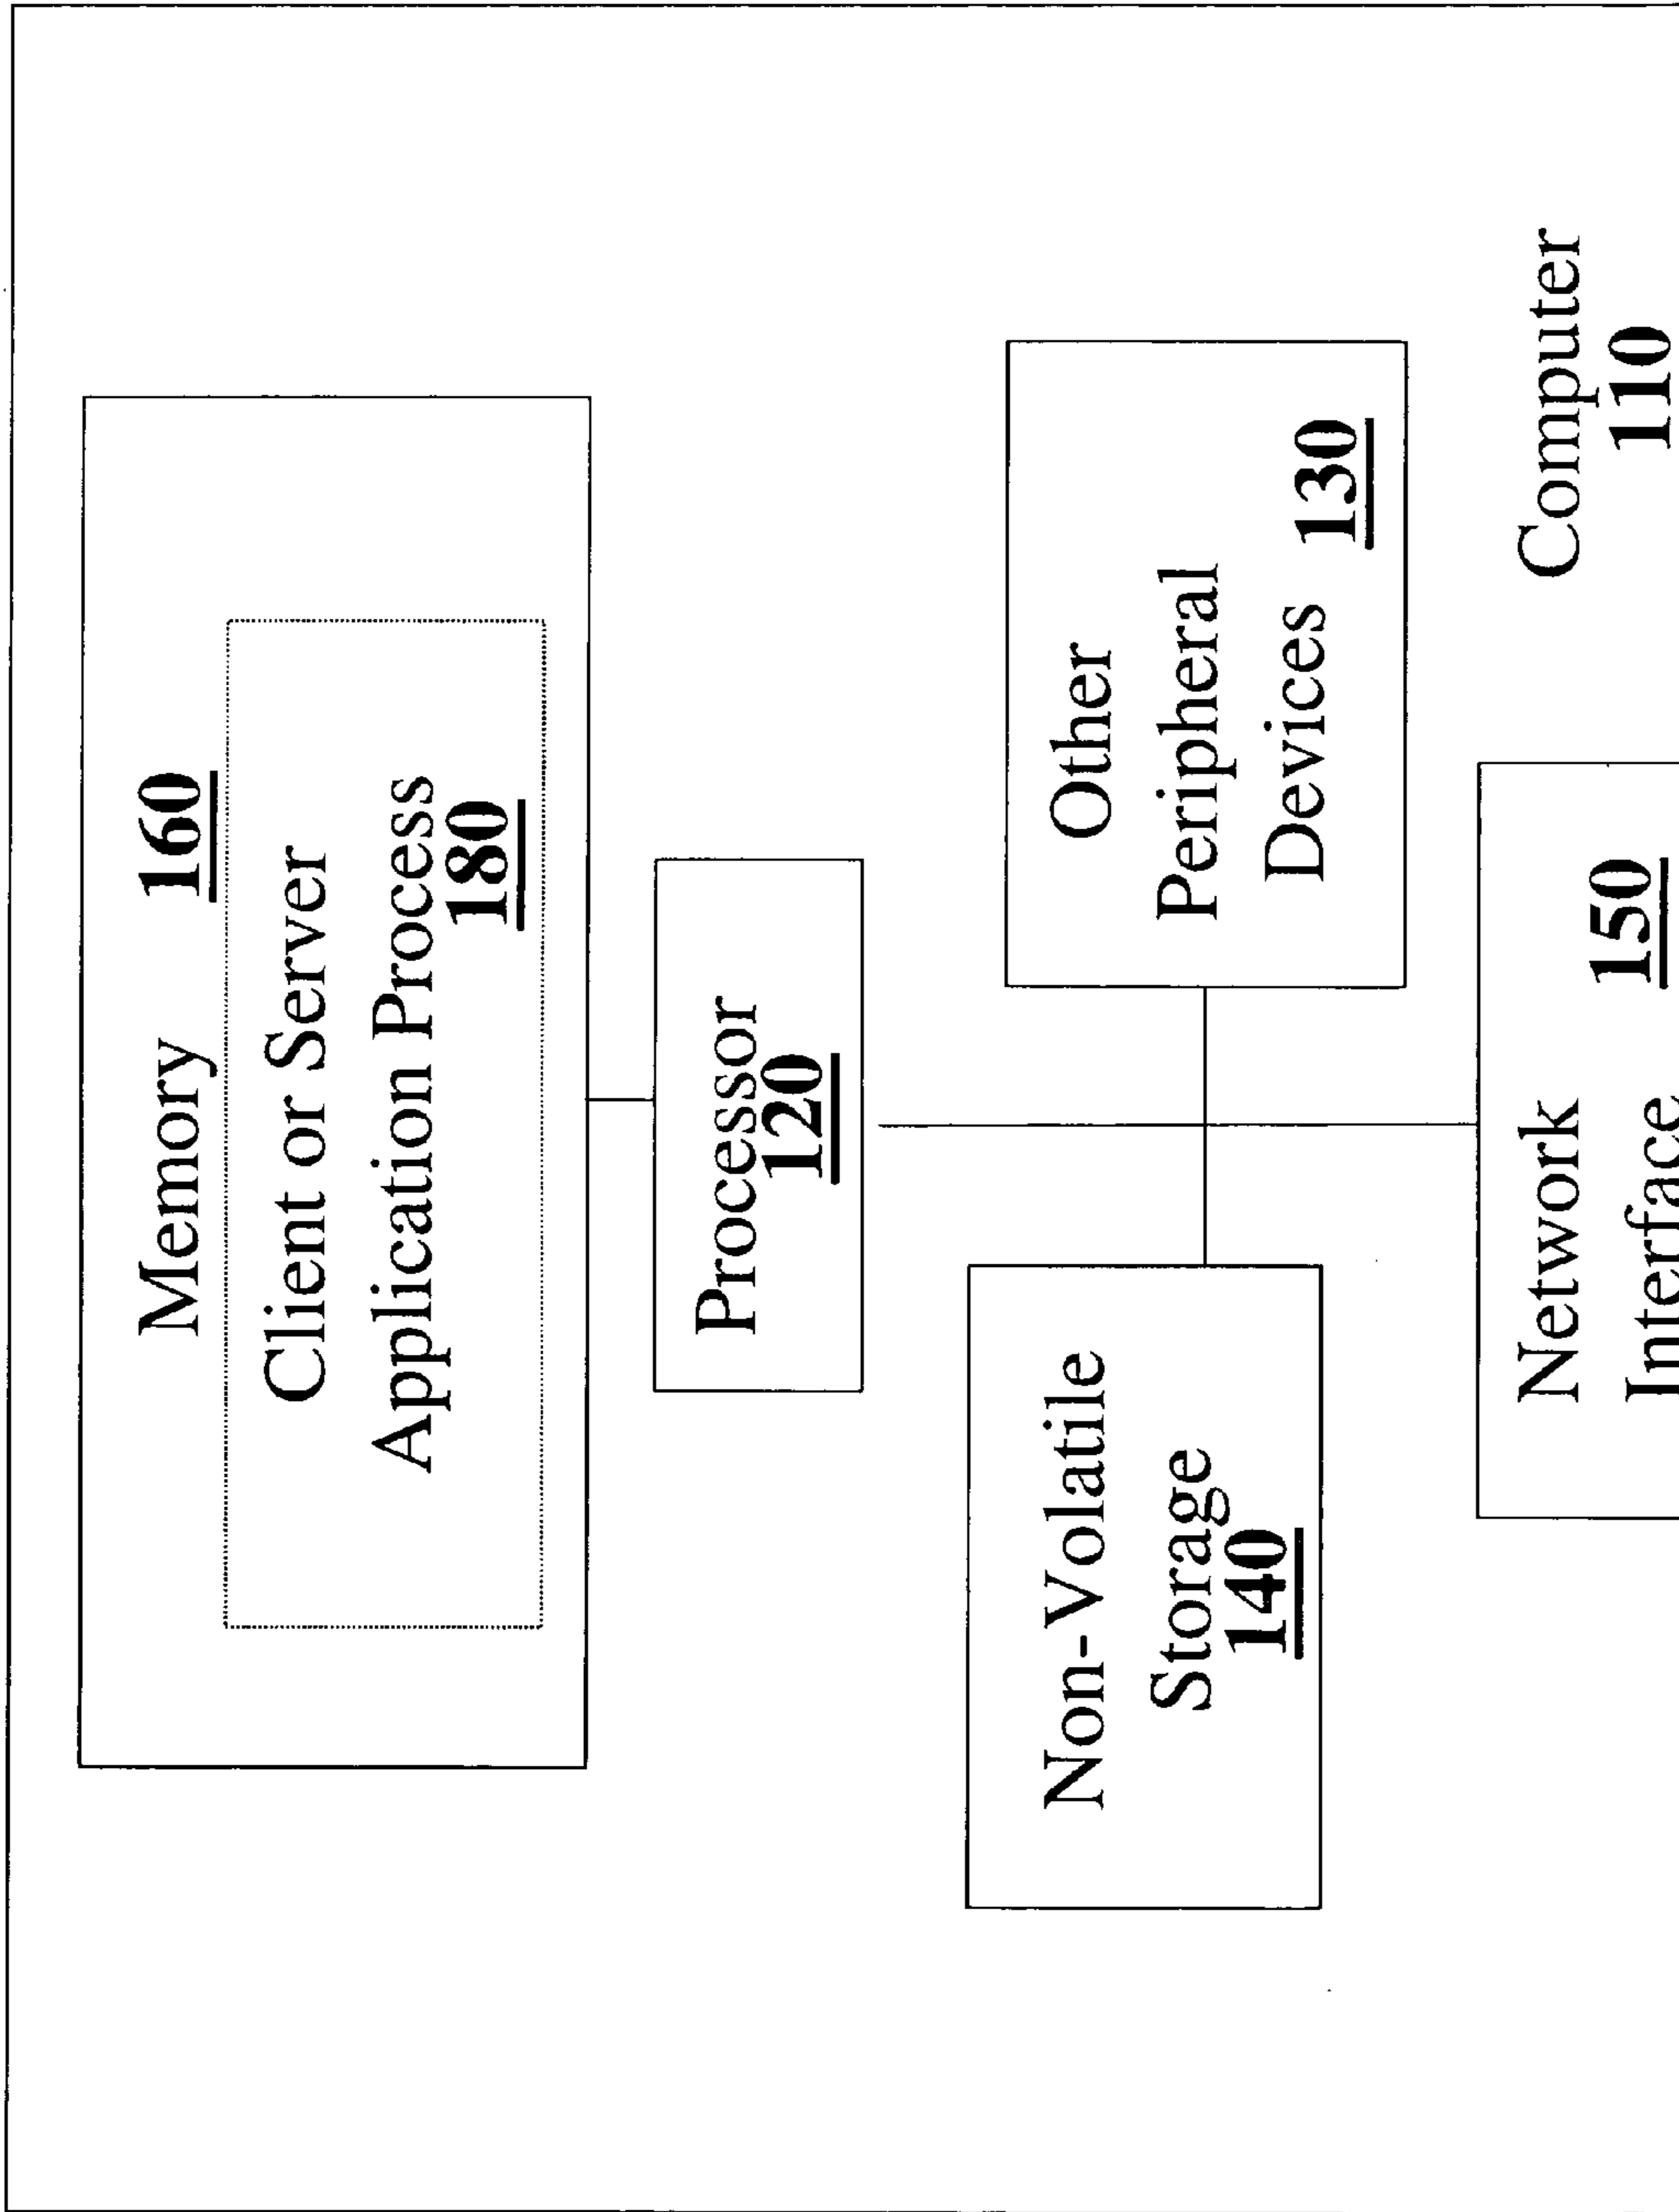 Memory 160
Client or Server
Application Process
180
Processor
120
Non-Volatile
Storage
140
Other
Peripheral
Devices 130
Network 150
Interface
Computer
110